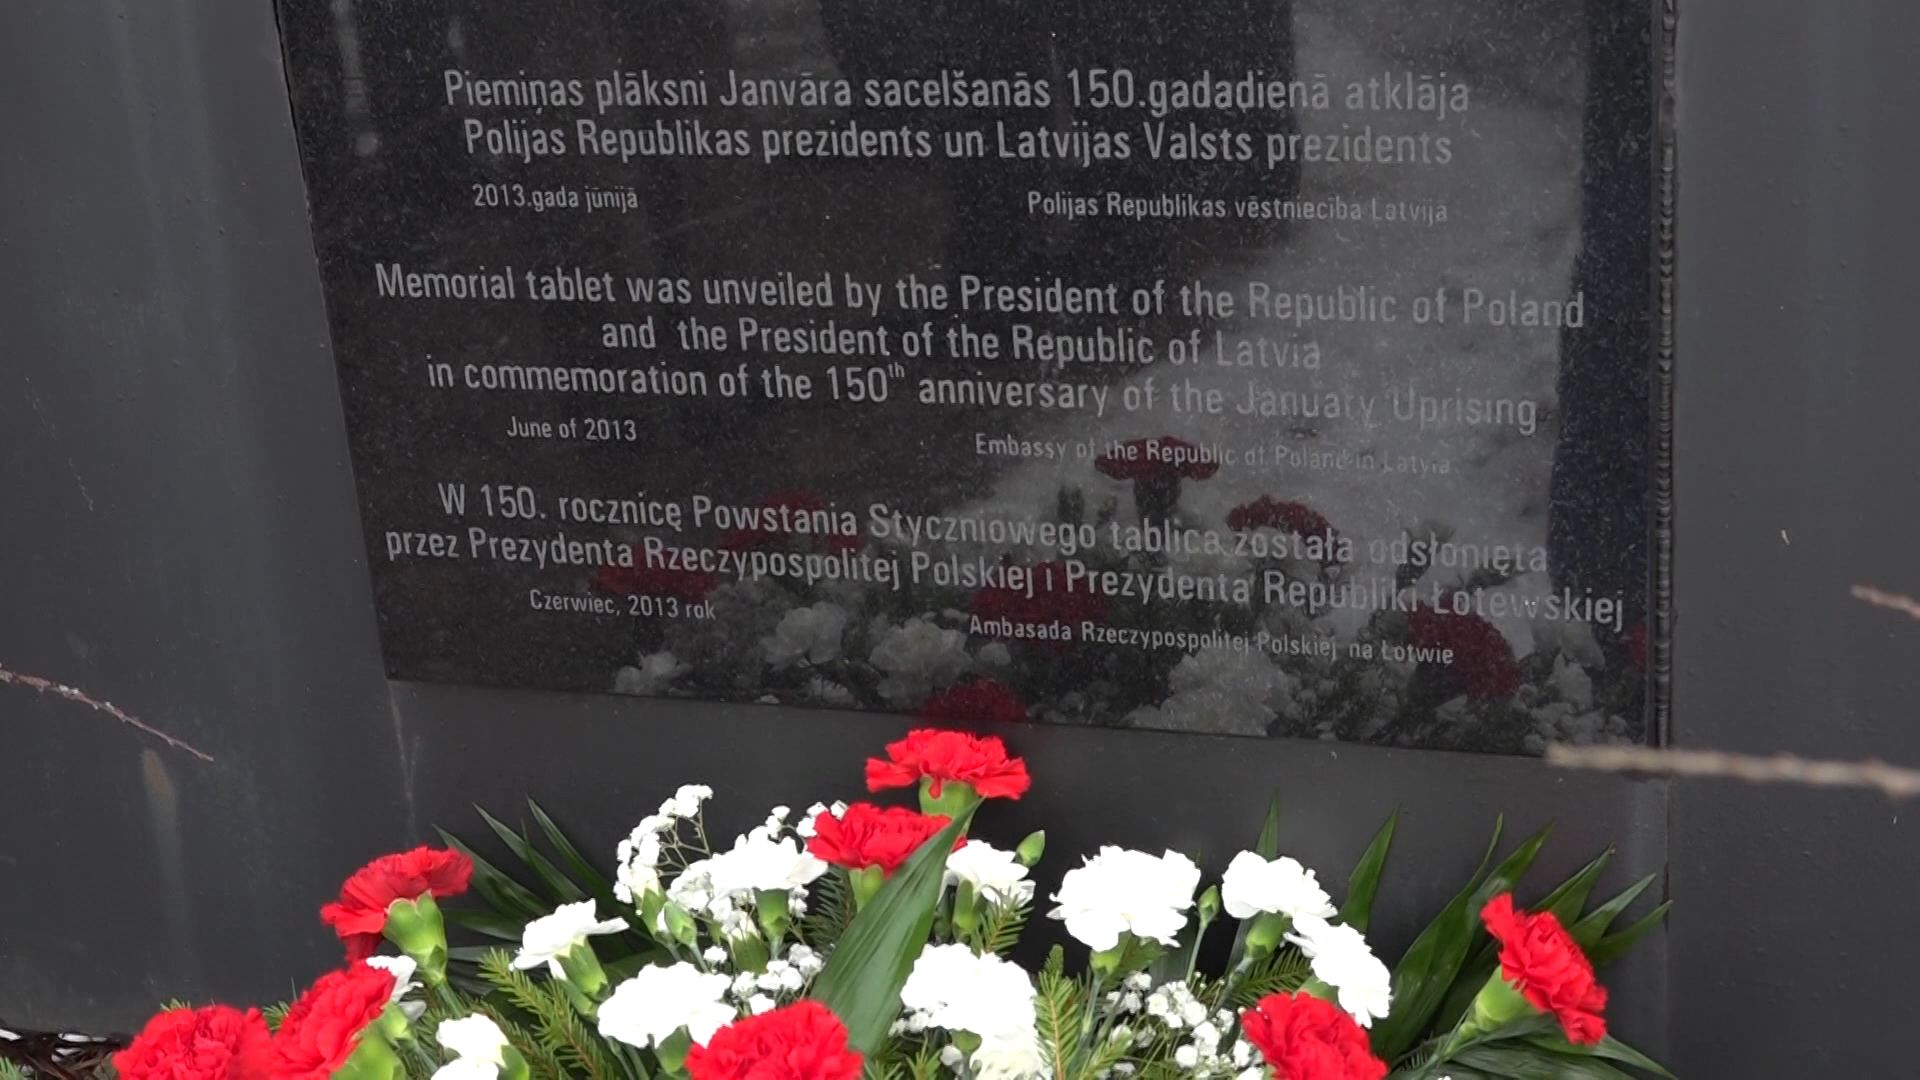 Piemiņas plāksni Janvāra sacelšanās 150.gadadienā atklāja
Polijas Republikas prezidents un Latvijas Valsts prezidents
2013.gada jūnijā
Polijas Republikas vēstniecība Latvijā
Memorial tablet was unveiled by the President of the Republic of Poland
and the President of the Republic of Latvia
in commemoration of the 150th anniversary of the January Uprising
June of 2013
Embassy of the Republic of Poland in Latvia
W 150. rocznicę Powstania Styczniowego tablica została odsłonięta
przez Prezydenta Rzeczypospolitej Polskiej i Prezydenta Republiki Łotewskiej
Czerwiec, 2013 rok
Ambasada Rzeczypospolitej Polskiej na Łotwie